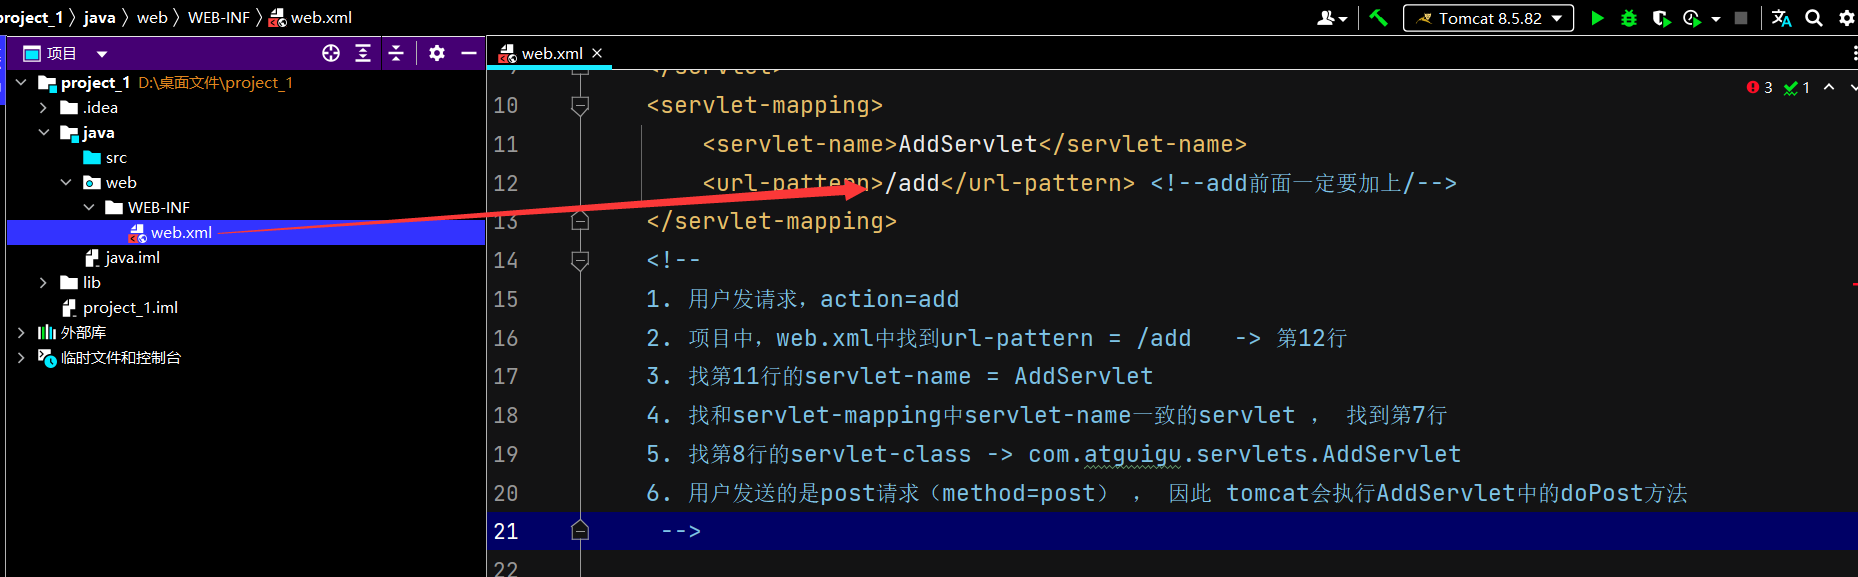 project_1 〉 java 〉 web 〉 WEB-INF 〉 web.xml
Tomcat 8.5.82
项目
project_1 D:\桌面文件\project_1
.idea
java
src
web
WEB-INF
web.xml
java.iml
lib
project_1.iml
外部库
临时文件和控制台
web.xml
3 1
</servlet>
10 <servlet-mapping>
11 <servlet-name>AddServlet</servlet-name>
12 <url-pattern>/add</url-pattern> <!--add前面一定要加上/-->
13 </servlet-mapping>
14 <!--
15 1. 用户发请求，action=add
16 2. 项目中，web.xml中找到url-pattern = /add -> 第12行
17 3. 找第11行的servlet-name = AddServlet
18 4. 找和servlet-mapping中servlet-name一致的servlet ， 找到第7行
19 5. 找第8行的servlet-class -> com.atguigu.servlets.AddServlet
20 6. 用户发送的是post请求（method=post） ， 因此 tomcat会执行AddServlet中的doPost方法
21 -->
22